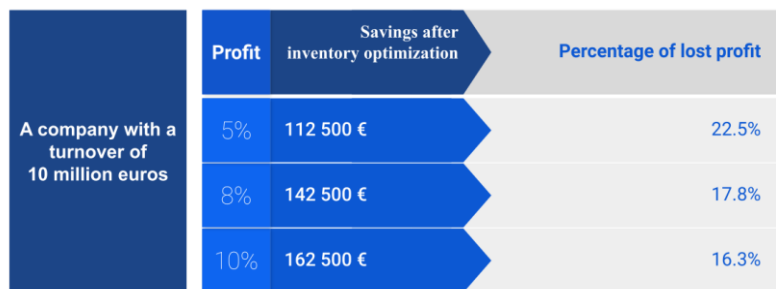 A company with a
turnover of
10 million euros
Profit
Savings after
inventory optimization
Percentage of lost profit
5%
112 500 €
22.5%
8%
142 500 €
17.8%
10%
162 500 €
16.3%